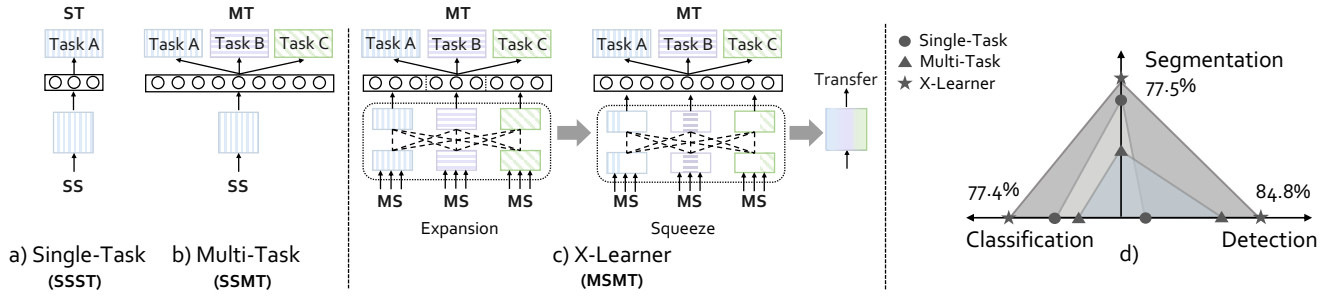 ST
Task A
SS
a) Single-Task
(SSST)
MT
Task A Task B Task C
SS
b) Multi-Task
(SSMT)
MT
Task A Task B Task C
MS MS MS
Expansion
MT
Task A Task B Task C
MS MS MS
Squeeze
Transfer
c) X-Learner
(MSMT)
Single-Task
Multi-Task
X-Learner
Segmentation
77.5%
77.4%
84.8%
Classification
Detection
d)